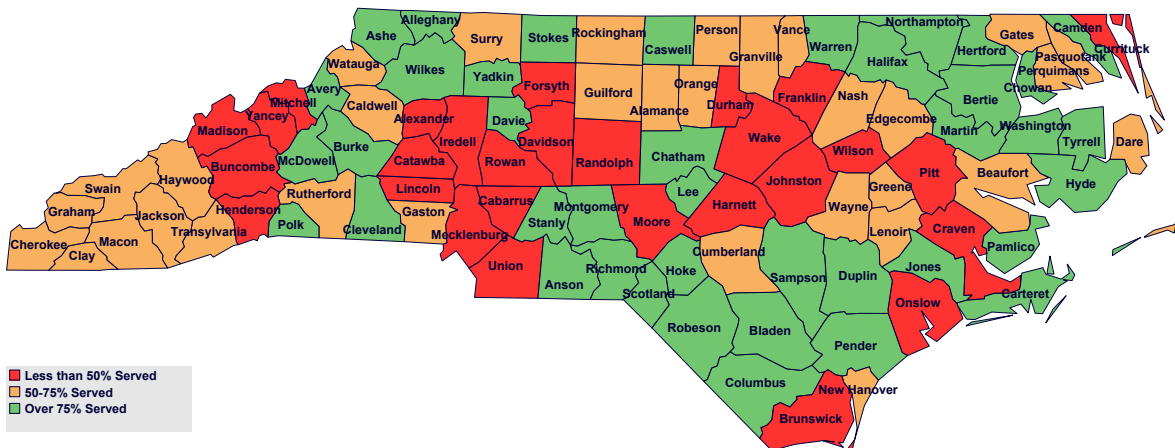 Alleghany
Northampton
Ashe
Surry
Stokes
Rockingham
Caswell
Person
Vance
Granville
Warren
Hertford
Gates
Camden
Currituck
Pasquotank
Perquimans
Chowan
Watauga
Wilkes
Yadkin
Forsyth
Guilford
Alamance
Orange
Durham
Franklin
Halifax
Nash
Edgecombe
Bertie
Martin
Washington
Tyrrell
Dare
Avery
Mitchell
Yancey
Caldwell
Alexander
Iredell
Davie
Davidson
Randolph
Chatham
Wake
Wilson
Pitt
Beaufort
Hyde
Madison
Buncombe
McDowell
Burke
Catawba
Rowan
Lincoln
Lee
Johnston
Harnett
Greene
Wayne
Lenoir
Craven
Pamlico
Swain
Haywood
Graham
Jackson
Cherokee
Macon
Clay
Transylvania
Henderson
Rutherford
Polk
Cleveland
Gaston
Mecklenburg
Cabarrus
Stanly
Montgomery
Moore
Union
Anson
Richmond
Scotland
Hoke
Cumberland
Sampson
Duplin
Jones
Onslow
Carteret
Robeson
Bladen
Pender
Columbus
New Hanover
Brunswick
Less than 50% Served
50-75% Served
Over 75% Served